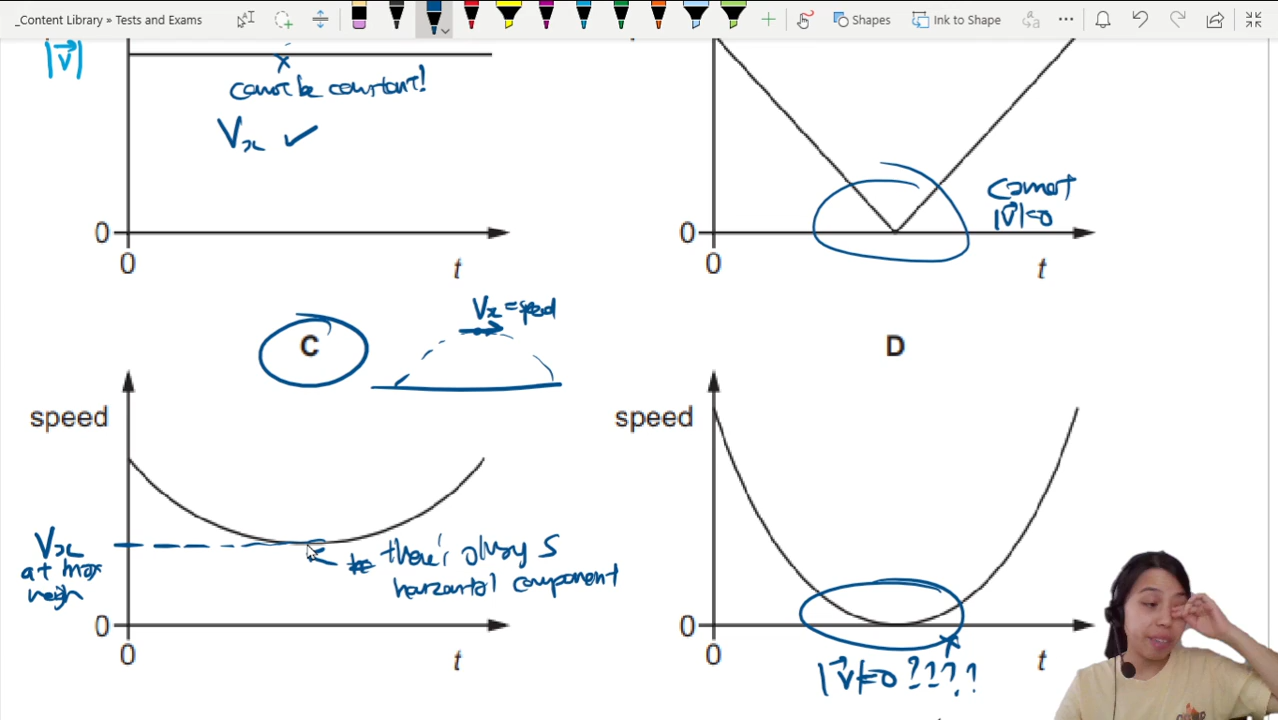 _Content Library » Tests and Exams
Shapes
Ink to Shape
|v⃗|
x
cannot be constant!
Vx ✓
0
0
t
cannot
|v⃗|=0
0
0
t
Vx = speed
C
D
speed
Vx
at max
heigh
there's always
horizontal component
0
0
t
speed
0
0
x
t
|v⃗|=0 ????